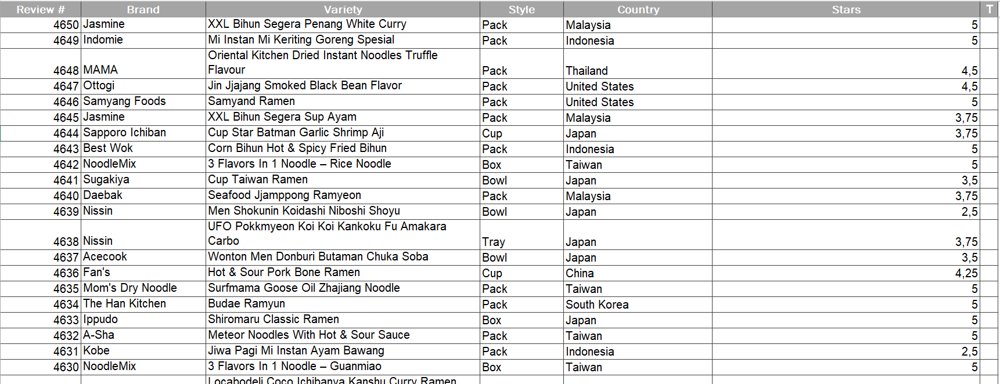 Review # Brand Variety Style Country Stars T
4650 Jasmine XXL Bihun Segera Penang White Curry Pack Malaysia 5
4649 Indomie Mi Instan Mi Keriting Goreng Spesial Pack Indonesia 5
Oriental Kitchen Dried Instant Noodles Truffle
4648 MAMA Flavour Pack Thailand 4,5
4647 Ottogi Jin Jjajang Smoked Black Bean Flavor Pack United States 4,5
4646 Samyang Foods Samyand Ramen Pack United States 5
4645 Jasmine XXL Bihun Segera Sup Ayam Pack Malaysia 3,75
4644 Sapporo Ichiban Cup Star Batman Garlic Shrimp Aji Cup Japan 3,75
4643 Best Wok Corn Bihun Hot & Spicy Fried Bihun Pack Indonesia 5
4642 NoodleMix 3 Flavors In 1 Noodle – Rice Noodle Box Taiwan 5
4641 Sugakiya Cup Taiwan Ramen Bowl Japan 3,5
4640 Daebak Seafood Jjamppong Ramyeon Pack Malaysia 3,75
4639 Nissin Men Shokunin Koidashi Niboshi Shoyu Bowl Japan 2,5
UFO Pokkmyeon Koi Koi Kankoku Fu Amakara
4638 Nissin Carbo Tray Japan 3,75
4637 Acecook Wonton Men Donburi Butaman Chuka Soba Bowl Japan 3,5
4636 Fan's Hot & Sour Pork Bone Ramen Cup China 4,25
4635 Mom's Dry Noodle Surfmama Goose Oil Zhajiang Noodle Pack Taiwan 5
4634 The Han Kitchen Budae Ramyun Pack South Korea 5
4633 Ippudo Shiromaru Classic Ramen Box Japan 5
4632 A-Sha Meteor Noodles With Hot & Sour Sauce Pack Taiwan 5
4631 Kobe Jiwa Pagi Mi Instan Ayam Bawang Pack Indonesia 2,5
4630 NoodleMix 3 Flavors In 1 Noodle – Guanmiao Box Taiwan 5
Locabodeli Coco Ichibanya Kanshu Curry Ramen